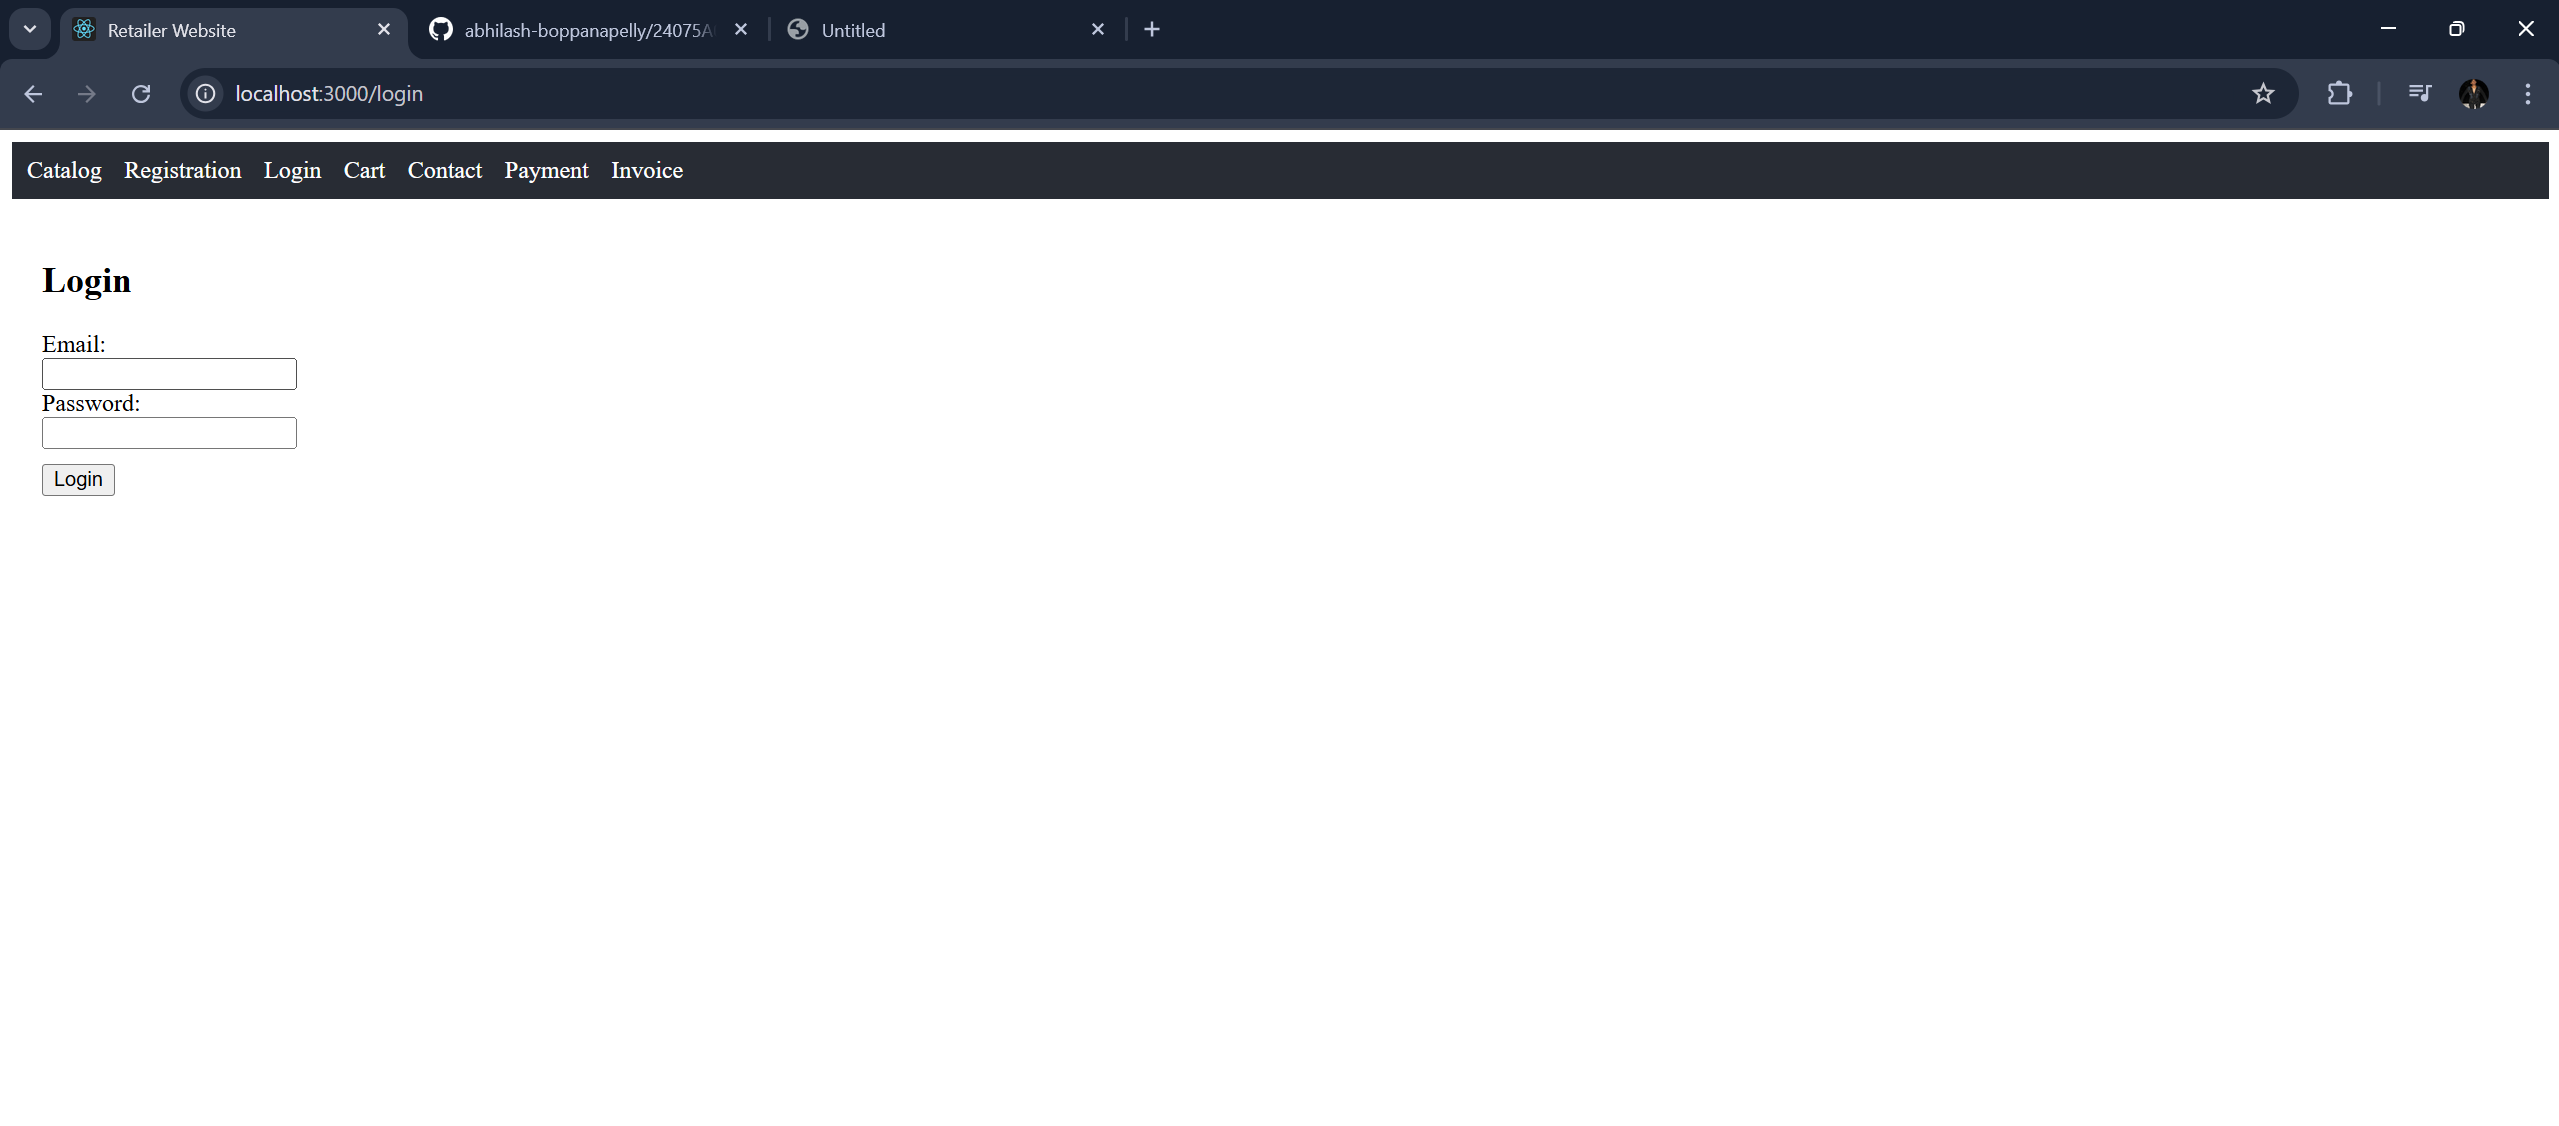 Retailer Website
abhilash-boppanapelly/24075A
Untitled
localhost:3000/login
Catalog Registration Login Cart Contact Payment Invoice
Login
Email:
Password:
Login